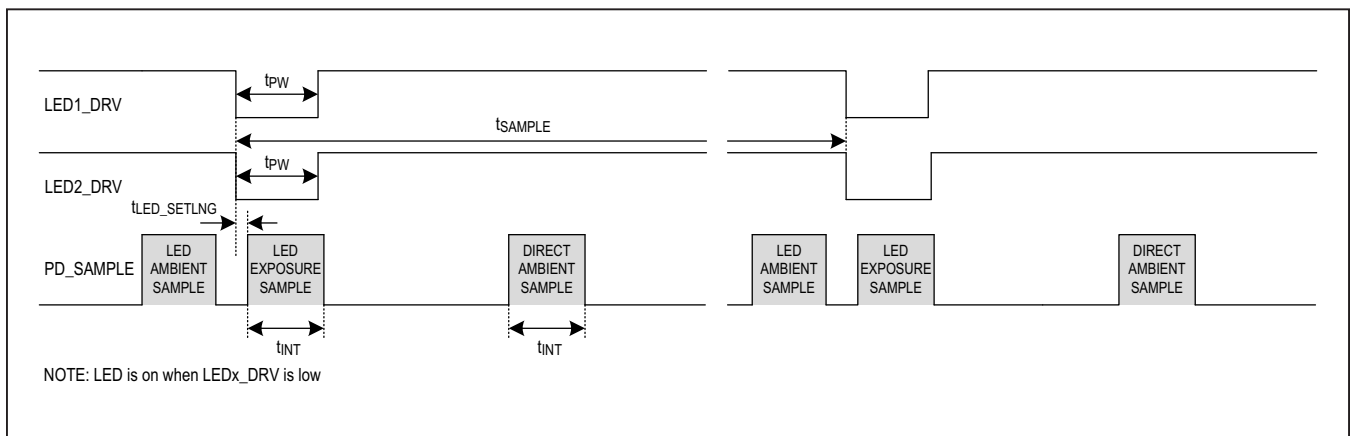 LED1_DRV
tPW
tSAMPLE
LED2_DRV
tPW
tLED_SETLNG
PD_SAMPLE
LED
AMBIENT
SAMPLE
LED
EXPOSURE
SAMPLE
DIRECT
AMBIENT
SAMPLE
LED
AMBIENT
SAMPLE
LED
EXPOSURE
SAMPLE
DIRECT
AMBIENT
SAMPLE
tINT
tINT
NOTE: LED is on when LEDx_DRV is low